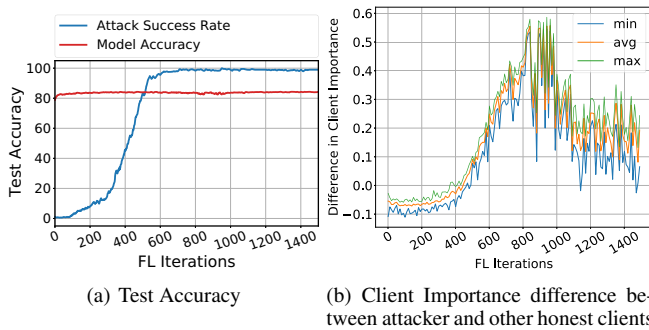 Attack Success Rate
Model Accuracy
100
80
60
40
20
0
Test Accuracy
0 200 400 600 800 1000 1200 1400
FL Iterations
(a) Test Accuracy
min
avg
max
0.6
0.5
0.4
0.3
0.2
0.1
0.0
−0.1
Difference in Client Importance
0 200 400 600 800 1000 1200 1400
FL Iterations
(b) Client Importance difference be-
tween attacker and other honest clients